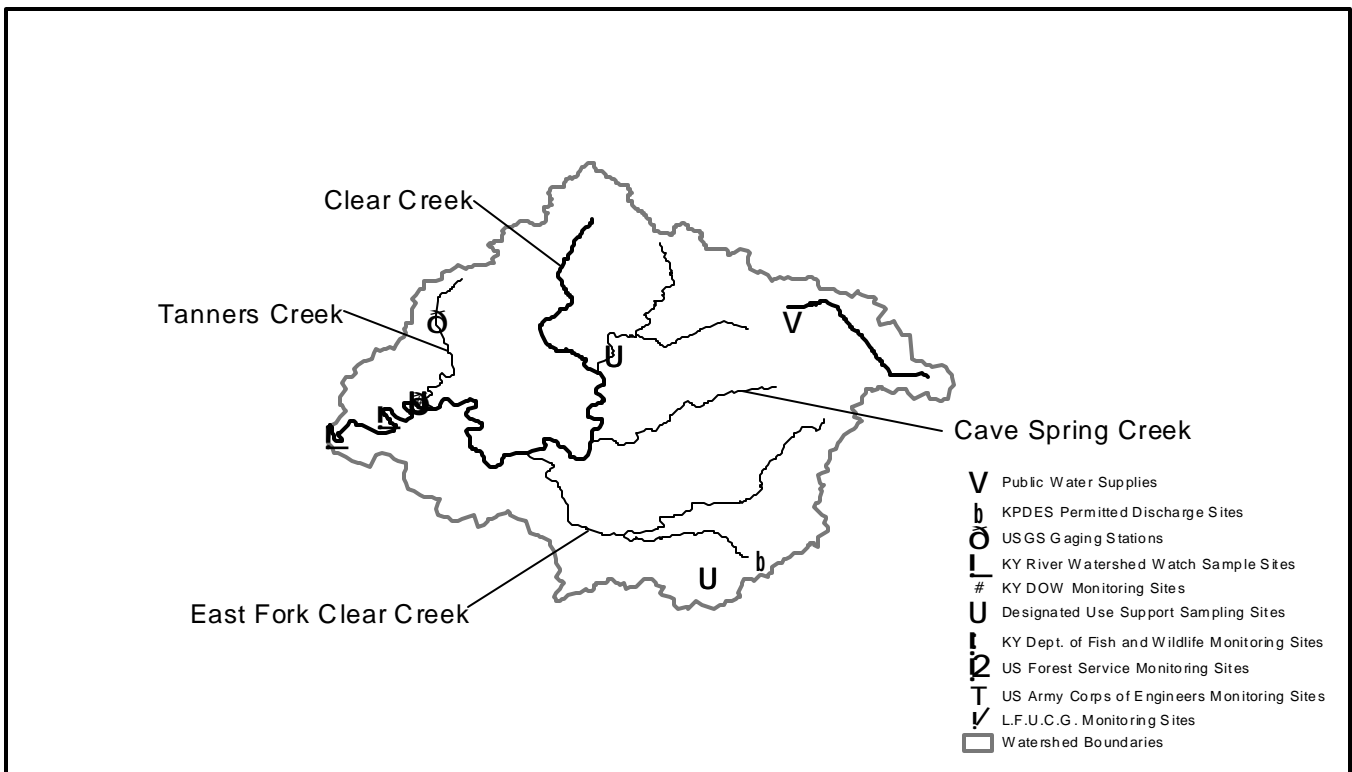 Clear Creek
Tanners Creek
ð
V
U
U
Cave Spring Creek
V Public Water Supplies
þ KPDES Permitted Discharge Sites
ð USGS Gaging Stations
KY River Watershed Watch Sample Sites
# KY DOW Monitoring Sites
U Designated Use Support Sampling Sites
KY Dept. of Fish and Wildlife Monitoring Sites
US Forest Service Monitoring Sites
T US Army Corps of Engineers Monitoring Sites
L.F.U.C.G. Monitoring Sites
Watershed Boundaries
þ
U
East Fork Clear Creek